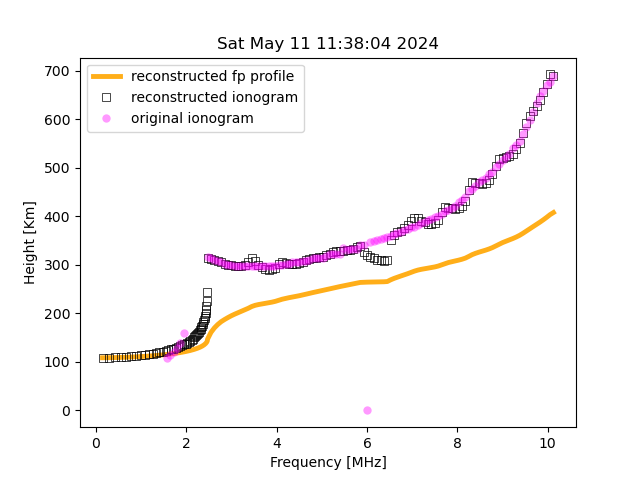 Sat May 11 11:38:04 2024
reconstructed fp profile
reconstructed ionogram
original ionogram
Height [Km]
700
600
500
400
300
200
100
0
0 2 4 6 8 10
Frequency [MHz]